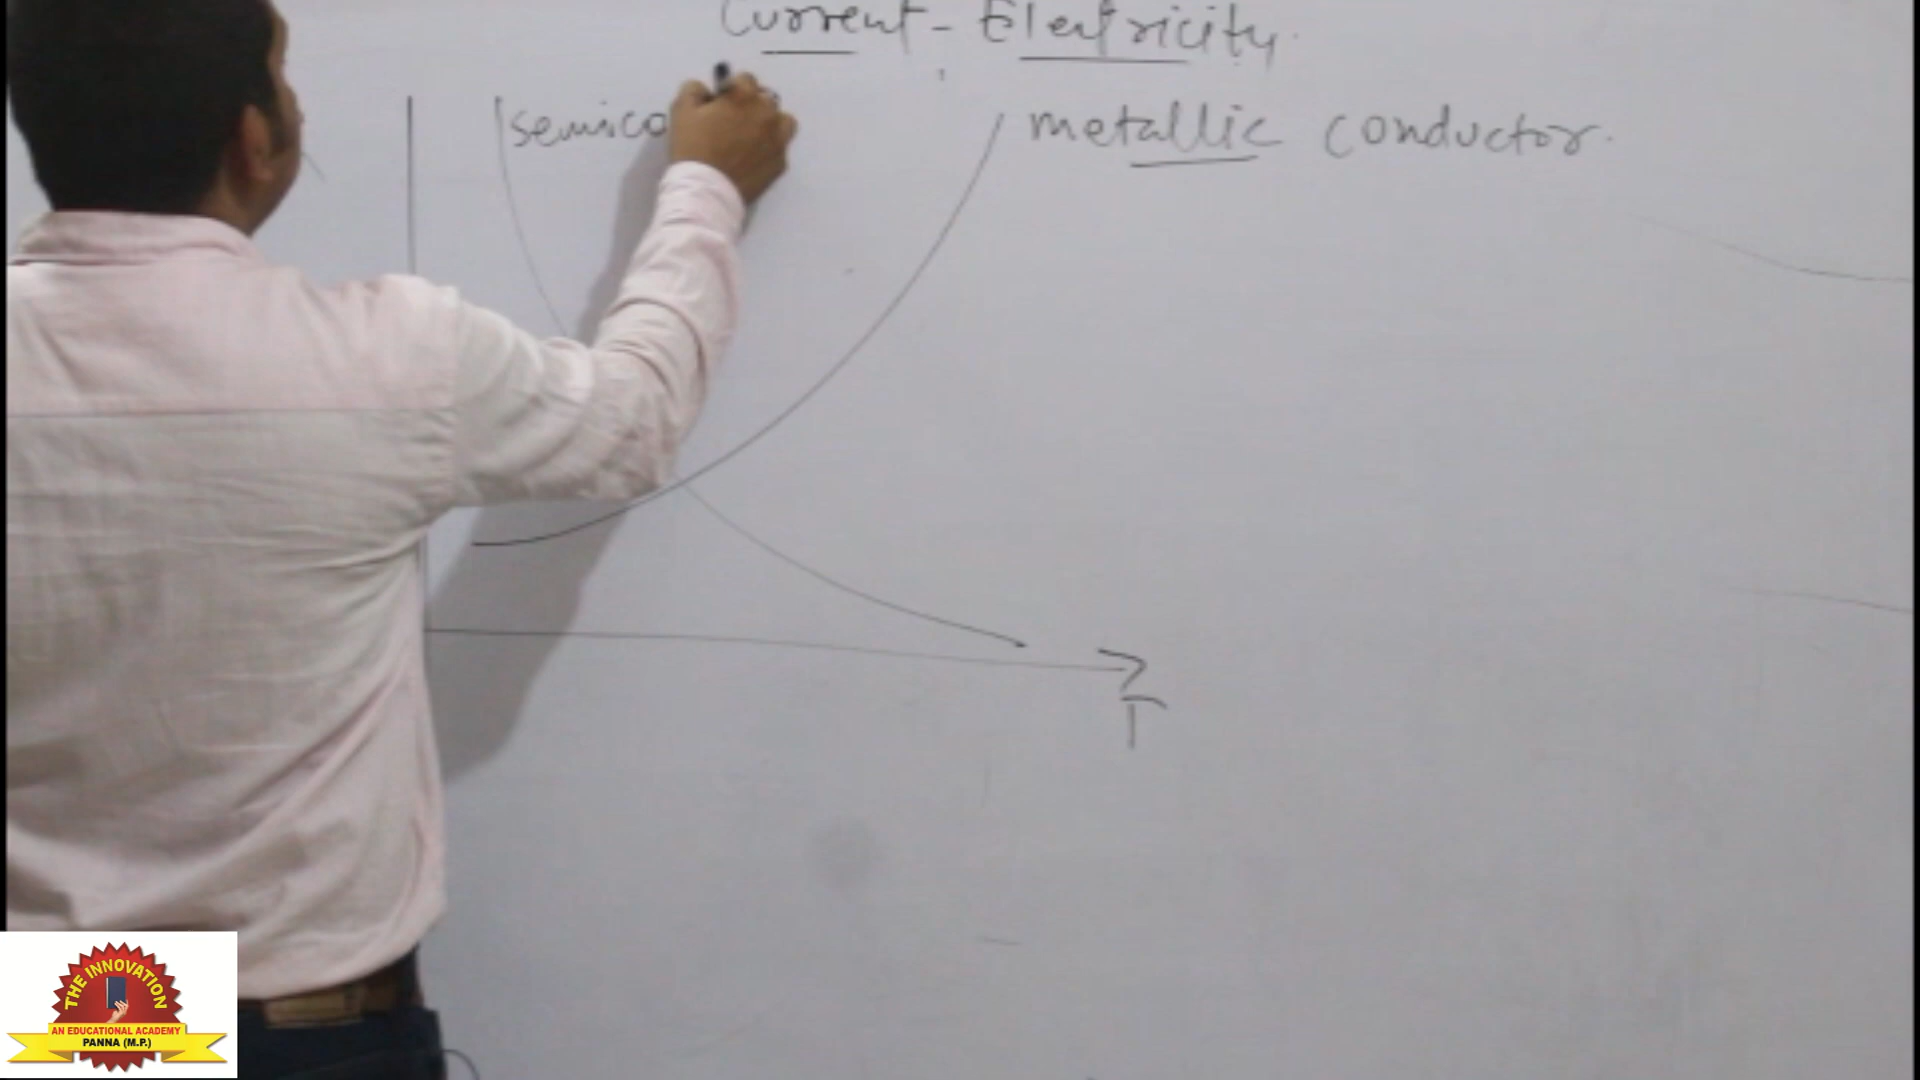 Current - Electricity.
semico
metallic conductor.
T
THE INNOVATION
AN EDUCATIONAL ACADEMY
PANNA (M.P.)